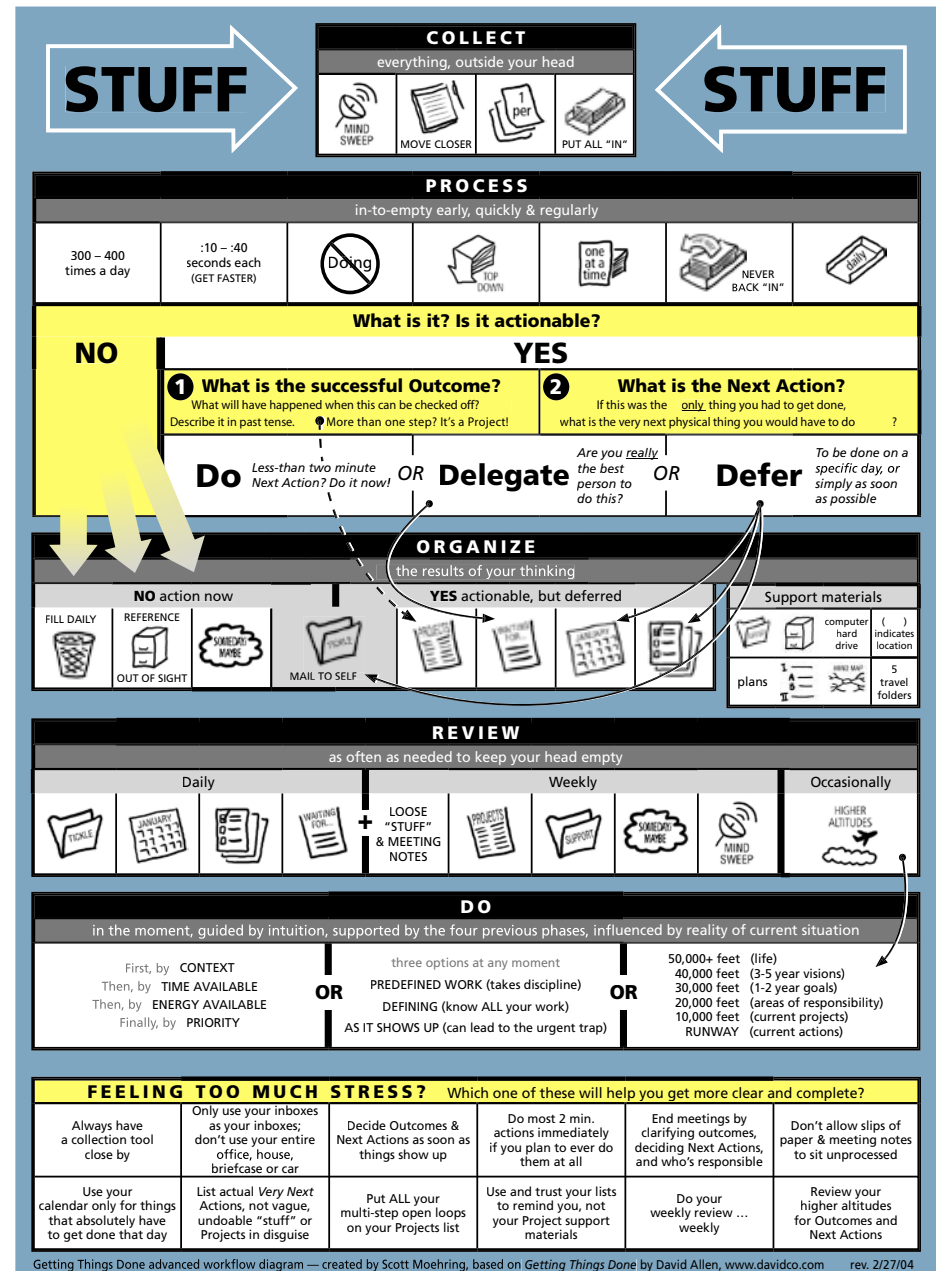 STUFF
COLLECT
everything, outside your head
MIND
SWEEP
MOVE CLOSER
1
per
PUT ALL “IN”
STUFF
PROCESS
in-to-empty early, quickly & regularly
300 – 400
times a day
:10 – :40
seconds each
(GET FASTER)
Doing
TOP
DOWN
one
at a
time
NEVER
BACK “IN”
daily
What is it? Is it actionable?
NO
YES
1 What is the successful Outcome?
What will have happened when this can be checked off?
Describe it in past tense. More than one step? It's a Project!
2 What is the Next Action?
If this was the only thing you had to get done,
what is the very next physical thing you would have to do ?
Do
Less-than two minute
Next Action? Do it now!
OR
Delegate
Are you really
the best
person to
do this?
OR
Defer
To be done on a
specific day, or
simply as soon
as possible
ORGANIZE
the results of your thinking
NO action now
FILL DAILY
REFERENCE
OUT OF SIGHT
SOMEDAY
MAYBE
TICKLE
MAIL TO SELF
YES actionable, but deferred
PROJECTS
WAITING
FOR...
JANUARY
Support materials
computer
hard
drive
( )
indicates
location
plans
I.
A
B
II
MIND MAP
5
travel
folders
REVIEW
as often as needed to keep your head empty
Daily
TICKLE
JANUARY
WAITING
FOR...
+
Weekly
LOOSE
“STUFF”
& MEETING
NOTES
PROJECTS
SUPPORT
SOMEDAY
MAYBE
MIND
SWEEP
Occasionally
HIGHER
ALTITUDES
DO
in the moment, guided by intuition, supported by the four previous phases, influenced by reality of current situation
First, by CONTEXT
Then, by TIME AVAILABLE
Then, by ENERGY AVAILABLE
Finally, by PRIORITY
OR
three options at any moment
PREDEFINED WORK (takes discipline)
DEFINING (know ALL your work)
AS IT SHOWS UP (can lead to the urgent trap)
OR
50,000+ feet (life)
40,000 feet (3-5 year visions)
30,000 feet (1-2 year goals)
20,000 feet (areas of responsibility)
10,000 feet (current projects)
RUNWAY (current actions)
FEELING TOO MUCH STRESS? Which one of these will help you get more clear and complete?
Always have
a collection tool
close by
Only use your inboxes
as your inboxes;
don’t use your entire
office, house,
briefcase or car
Decide Outcomes &
Next Actions as soon as
things show up
Do most 2 min.
actions immediately
if you plan to ever do
them at all
End meetings by
clarifying outcomes,
deciding Next Actions,
and who’s responsible
Don’t allow slips of
paper & meeting notes
to sit unprocessed
Use your
calendar only for things
that absolutely have
to get done that day
List actual Very Next
Actions, not vague,
undoable “stuff” or
Projects in disguise
Put ALL your
multi-step open loops
on your Projects list
Use and trust your lists
to remind you, not
your Project support
materials
Do your
weekly review ...
weekly
Review your
higher altitudes
for Outcomes and
Next Actions
Getting Things Done advanced workflow diagram — created by Scott Moehring, based on Getting Things Done by David Allen, www.davidco.com rev. 2/27/04